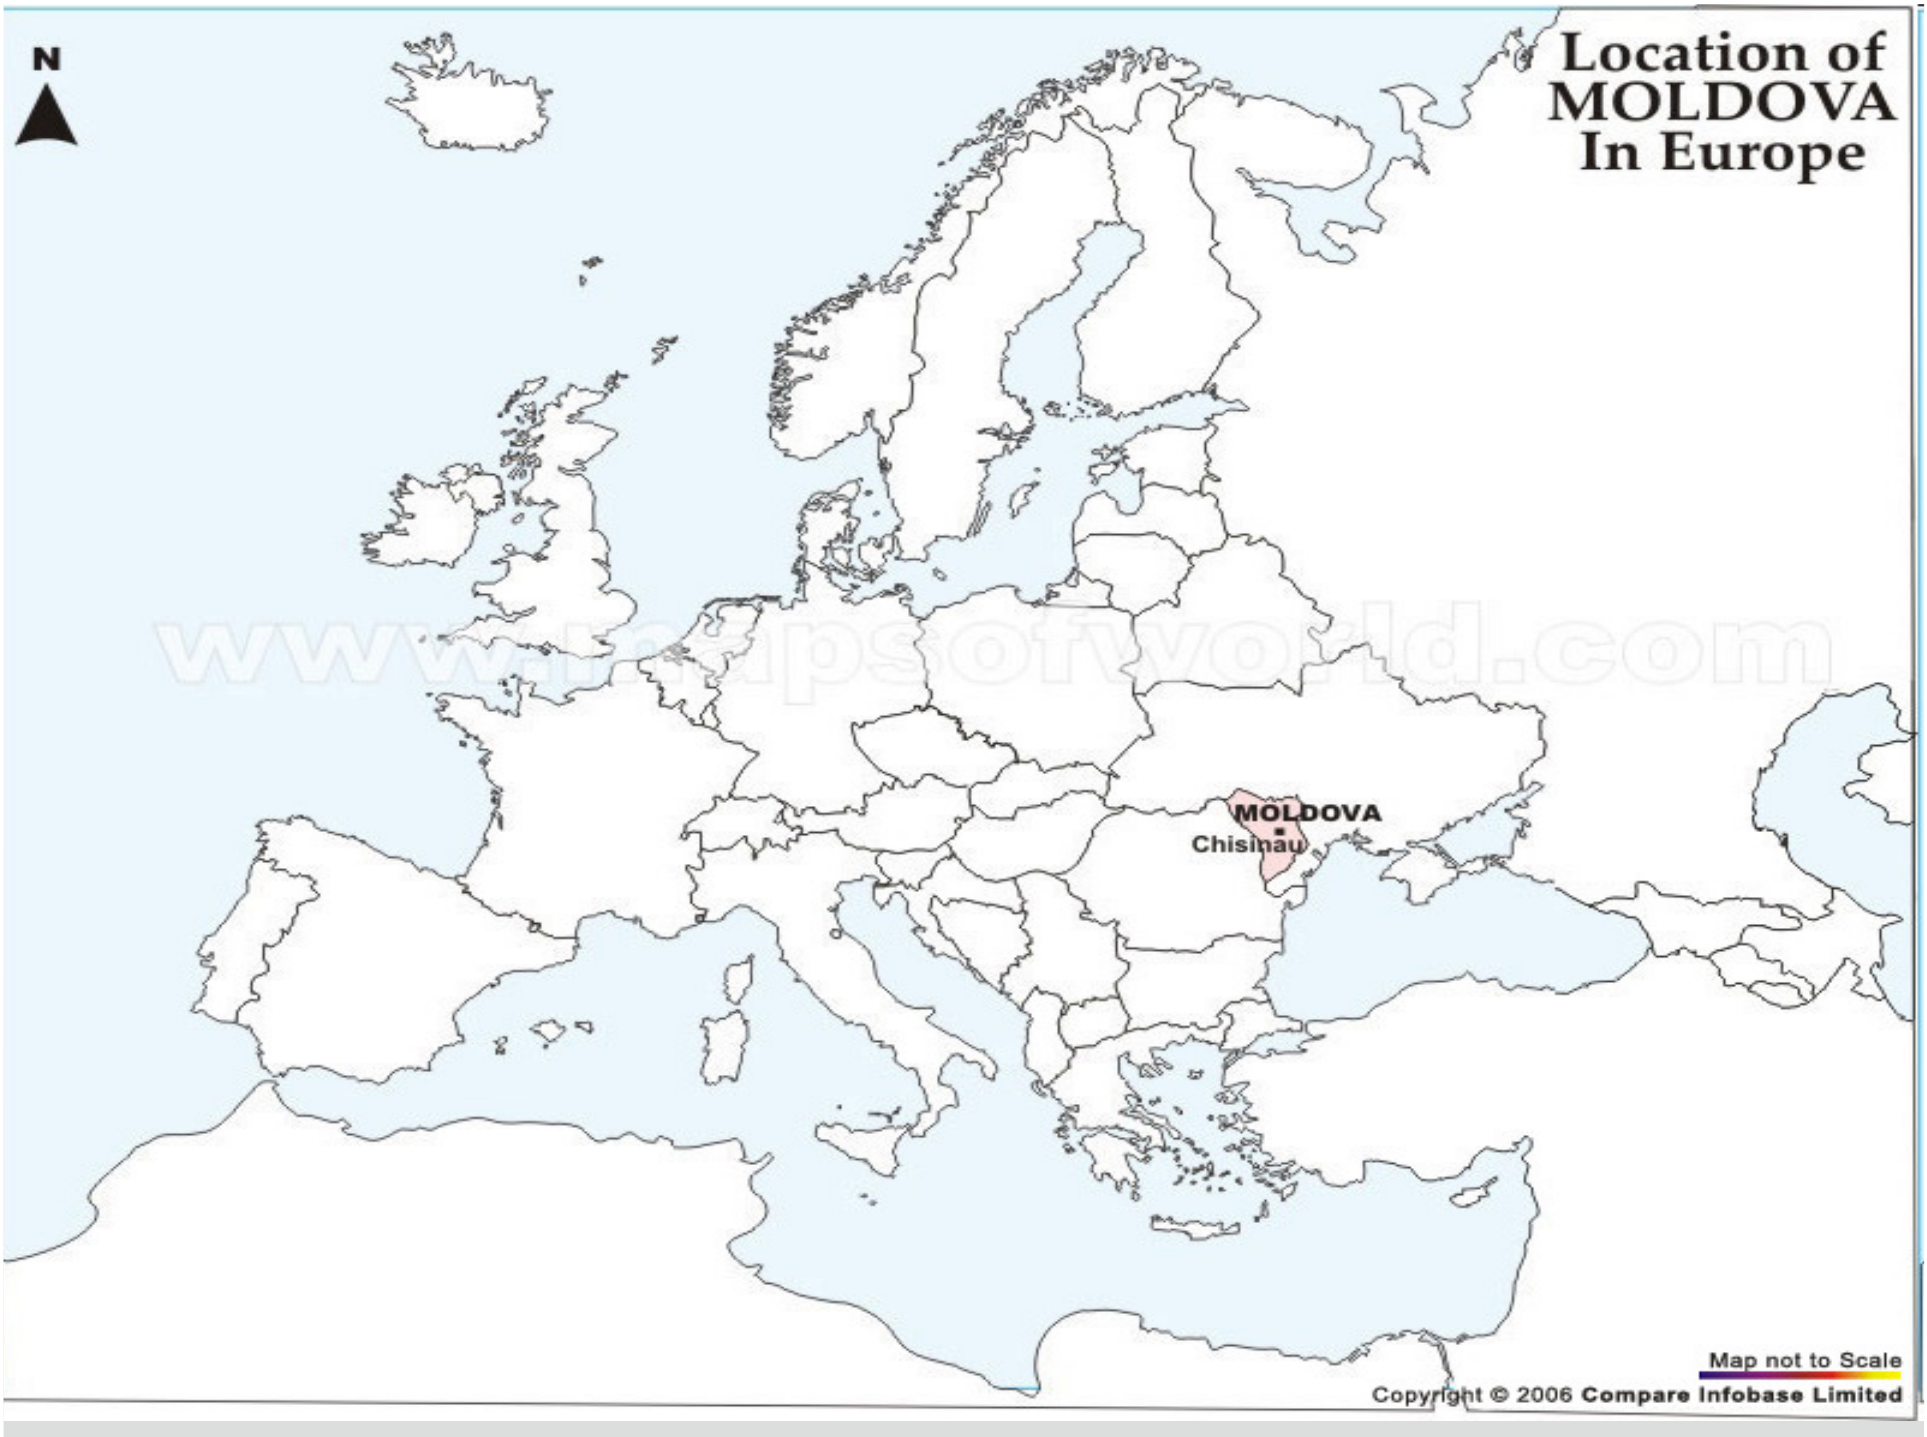 N
Location of
MOLDOVA
In Europe
www.mapsofworld.com
MOLDOVA
Chisinau
Map not to Scale
Copyright © 2006 Compare Infobase Limited